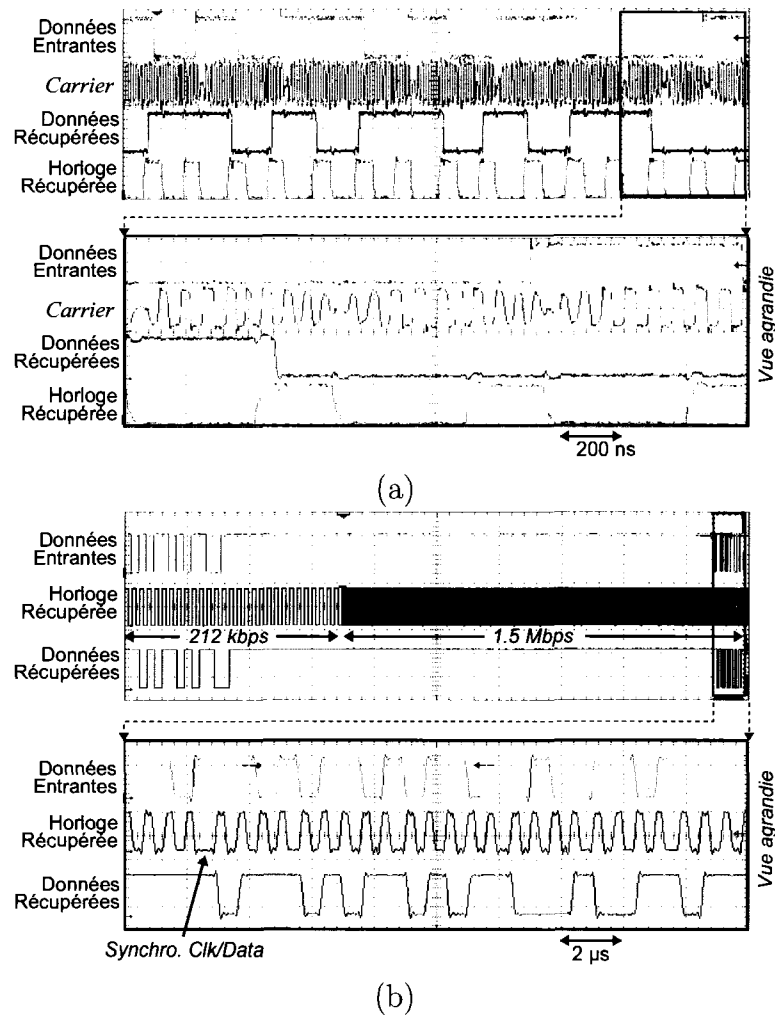 Données
Entrantes
Carrier
Données
Récupérées
Horloge
Récupérée
Données
Entrantes
Carrier
Données
Récupérées
Horloge
Récupérée
Vue agrandie
200 ns
(a)
Données
Entrantes
Horloge
Récupérée
212 kbps
1.5 Mbps
Données
Récupérées
Données
Entrantes
Horloge
Récupérée
Données
Récupérées
Vue agrandie
Synchro. Clk/Data
2 µs
(b)